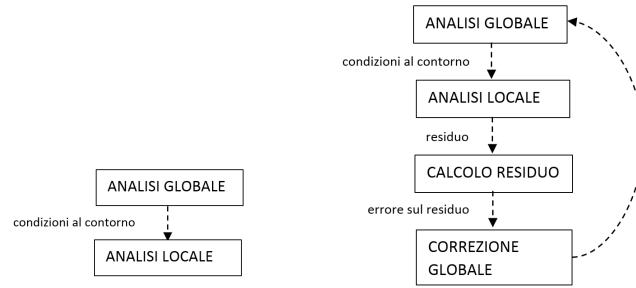 ANALISI GLOBALE
condizioni al contorno
ANALISI LOCALE
ANALISI GLOBALE
condizioni al contorno
ANALISI LOCALE
residuo
CALCOLO RESIDUO
errore sul residuo
CORREZIONE
GLOBALE